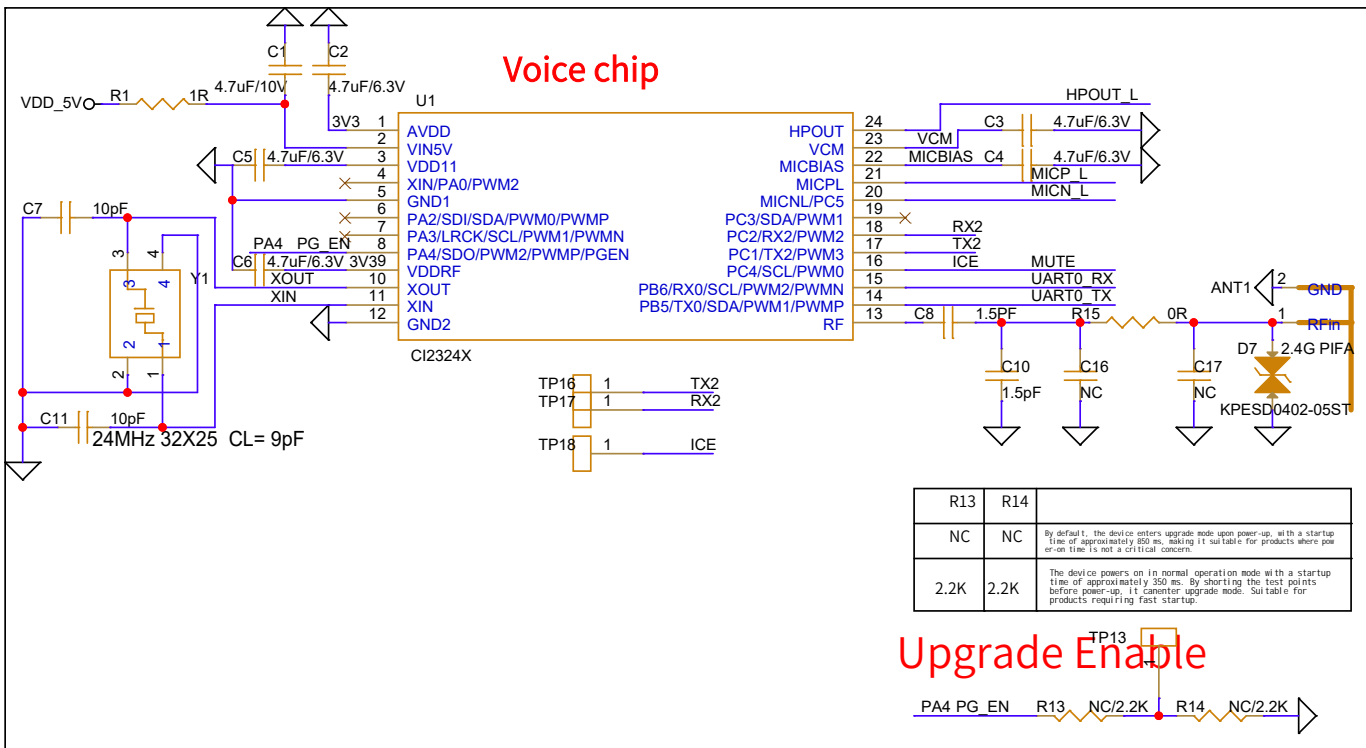 Voice chip
C1
C2
4.7uF/10V
4.7uF/6.3V
VDD_5V
R1
1R
U1
3V3
1
AVDD
2
VIN5V
C5
4.7uF/6.3V
3
VDD11
4
XIN/PA0/PWM2
5
GND1
6
PA2/SDI/SDA/PWM0/PWMP
7
PA3/LRCK/SCL/PWM1/PWMN
PA4 PG_EN
8
PA4/SDO/PWM2/PWMP/PGEN
C6
4.7uF/6.3V
3V3
9
VDDRF
XOUT
10
XOUT
XIN
11
XIN
12
GND2
CI2324X
HPOUT
24
HPOUT_L
VCM
23
VCM
C3
4.7uF/6.3V
MICBIAS
22
MICBIAS
C4
4.7uF/6.3V
MICPL
21
MICP_L
MICNL/PC5
20
MICN_L
PC3/SDA/PWM1
19
PC2/RX2/PWM2
18
RX2
PC1/TX2/PWM3
17
TX2
PC4/SCL/PWM0
16
ICE
MUTE
PB6/RX0/SCL/PWM2/PWMN
15
UART0_RX
PB5/TX0/SDA/PWM1/PWMP
14
UART0_TX
RF
13
C8
1.5PF
R15
0R
C10
1.5pF
C16
NC
C17
NC
D7
KPESD0402-05ST
ANT1
2
GND
1
RFin
2.4G PIFA
C7
10pF
3
4
3
4
Y1
2
1
2
1
C11
10pF
24MHz 32X25 CL= 9pF
TP16
1
TX2
TP17
1
RX2
TP18
1
ICE
R13 R14
NC NC
By default, the device enters upgrade mode upon power-up, with a startup
time of approximately 850 ms, making it suitable for products where pow
er-on time is not a critical concern.
2.2K 2.2K
The device powers on in normal operation mode with a startup
time of approximately 350 ms. By shorting the test points
before power-up, it canenter upgrade mode. Suitable for
products requiring fast startup.
Upgrade Enable
TP13
1
PA4 PG_EN
R13
NC/2.2K
R14
NC/2.2K